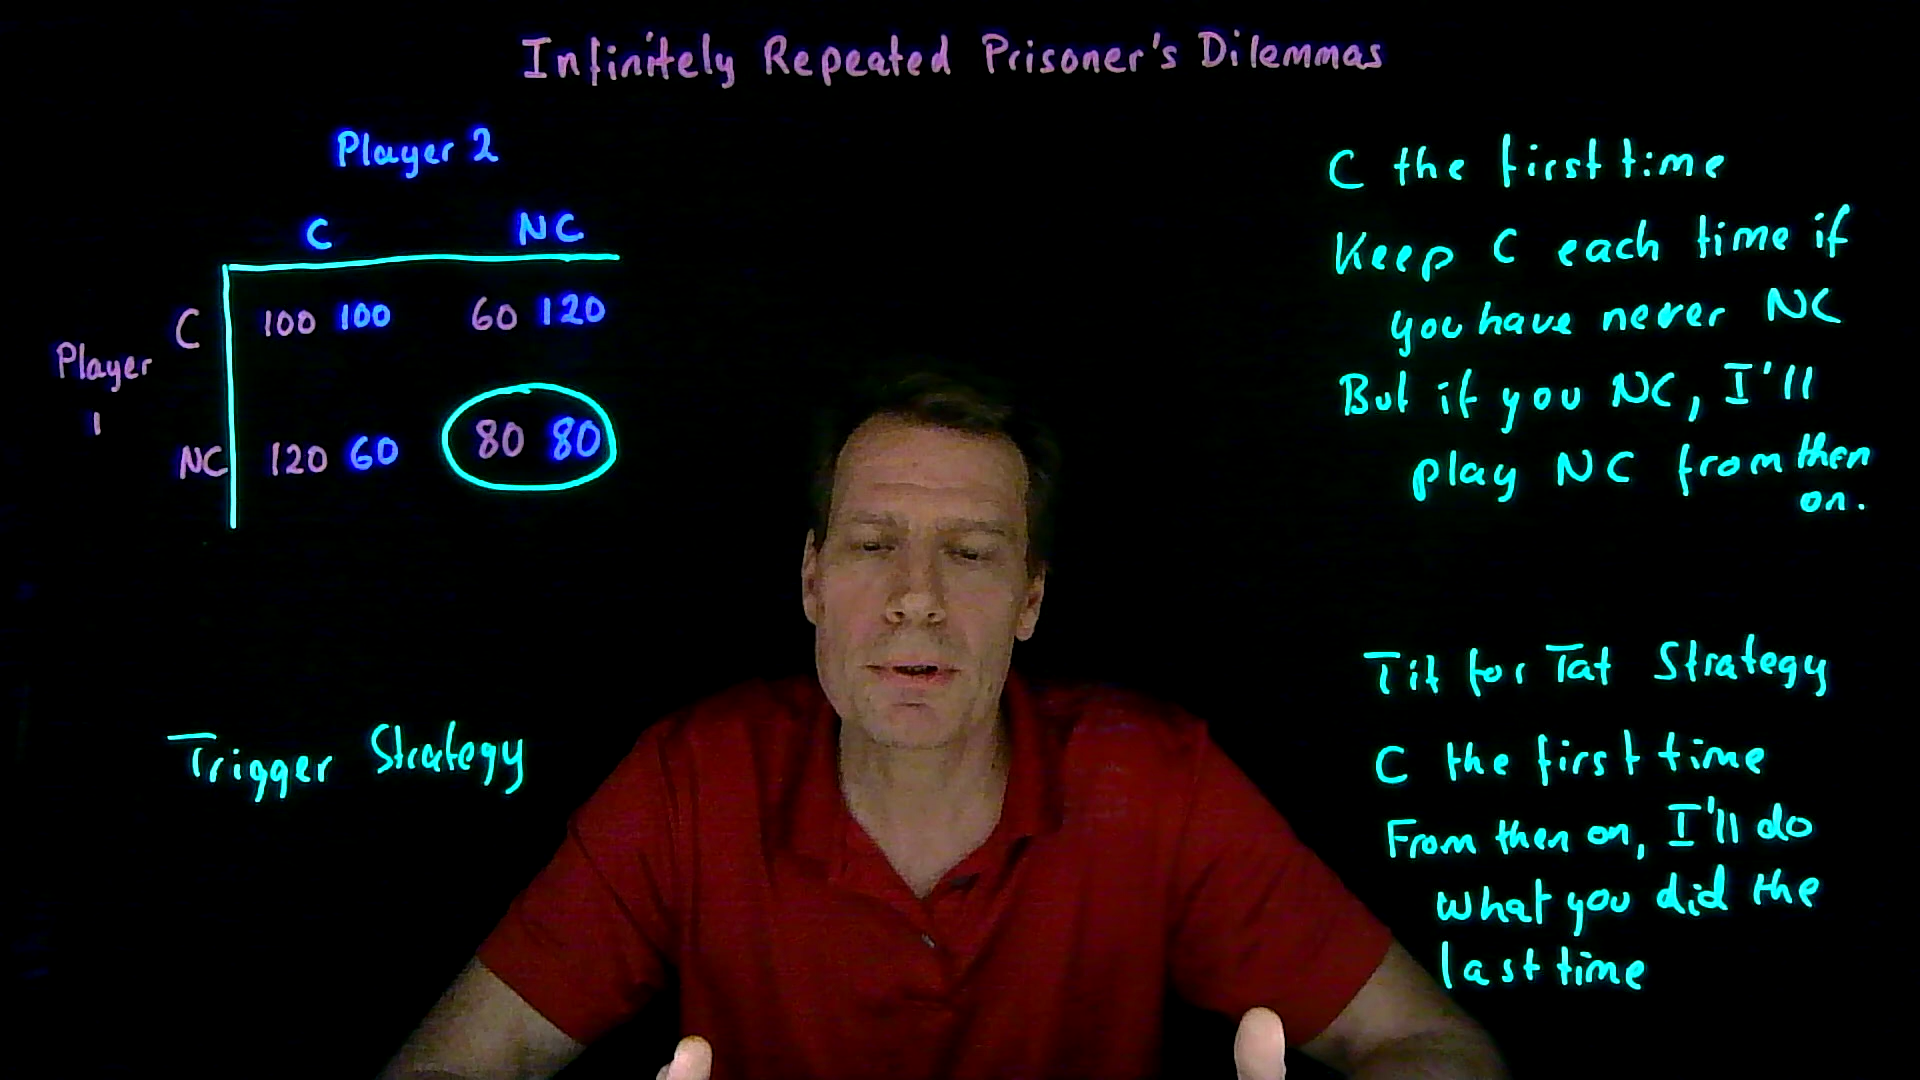 Infinitely Repeated Prisoner's Dilemmas
Player 2
C NC
Player 1
C 100 100 60 120
NC 120 60 80 80
Trigger Strategy
C the first time
Keep C each time if
you have never NC
But if you NC, I'll
play NC from then
on.
Tit for Tat Strategy
C the first time
From then on, I'll do
what you did the
last time